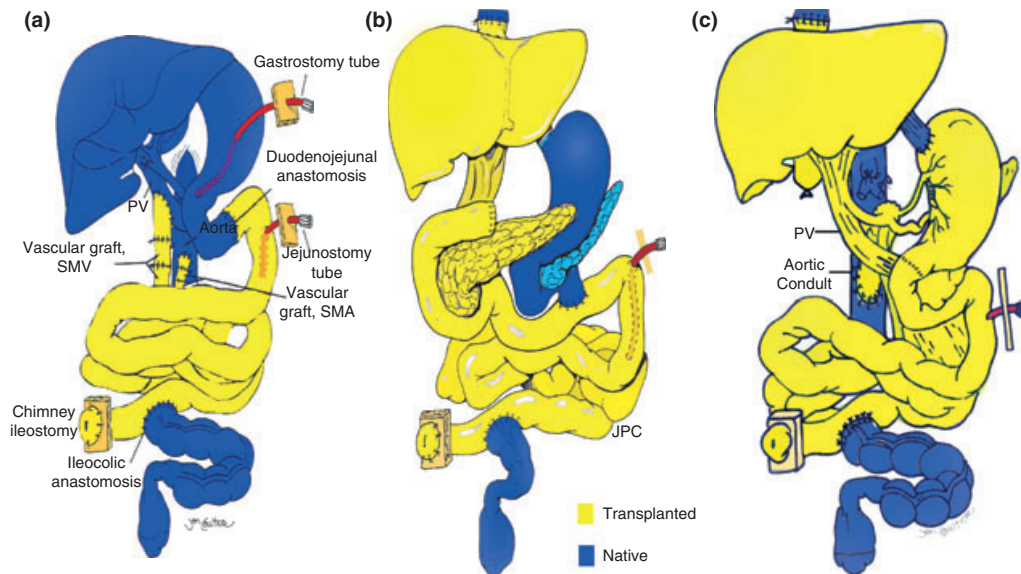 (a)
Gastrostomy tube
Duodenojejunal
anastomosis
PV
Aorta
Vascular graft,
SMV
Jejunostomy
tube
Vascular
graft, SMA
Chimney
ileostomy
Ileocolic
anastomosis
(b)
JPC
Transplanted
Native
(c)
PV
Aortic
Condult